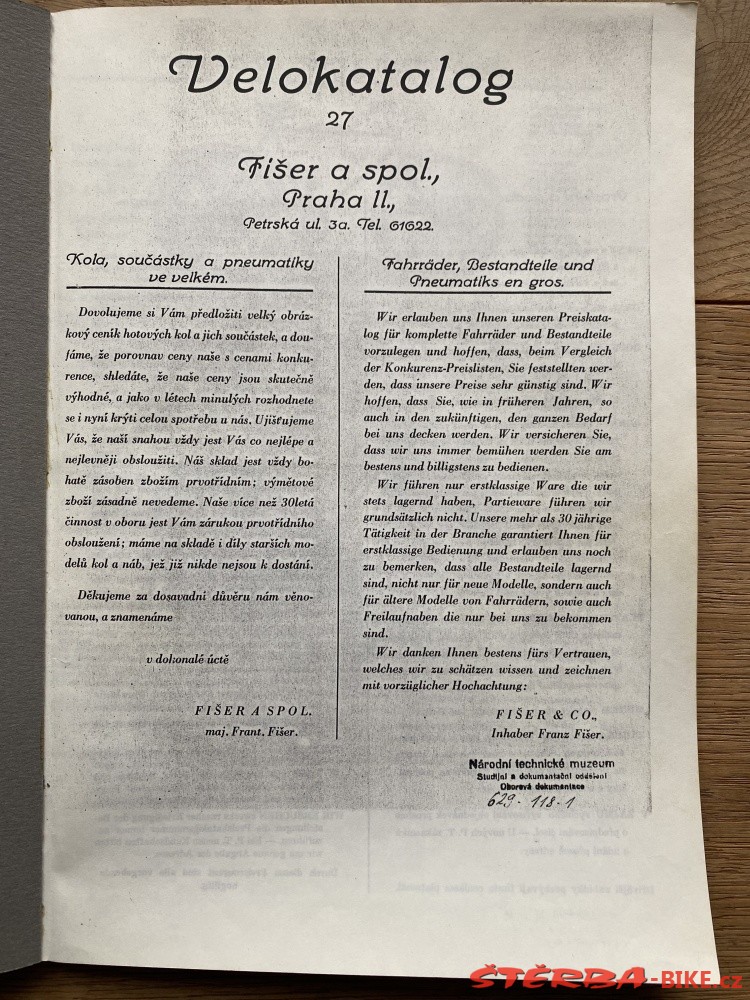 Velokatalog
27
Fišer a spol.,
Praha II.,
Petrská ul. 3a. Tel. 61622.
Kola, součástky a pneumatiky
ve velkém.
Dovolujeme si Vám předložiti velký obráz-
kový ceník hotových kol a jich součástek, a dou-
fáme, že porovnav ceny naše s cenami konku-
rence, shledáte, že naše ceny jsou skutečně
výhodné, a jako v létech minulých rozhodnete
se i nyní krýti celou spotřebu u nás. Ujišťujeme
Vás, že naší snahou vždy jest Vás co nejlépe a
nejlevněji obsloužiti. Náš sklad jest vždy bo-
hatě zásoben zbožím prvotřídním; výmětové
zboží zásadně nevedeme. Naše více než 30letá
činnost v oboru jest Vám zárukou prvotřídního
obsloužení; máme na skladě i díly starších mo-
delů kol a náb, jež již nikde nejsou k dostání.
Děkujeme za dosavadní důvěru nám věno-
vanou, a znamenáme
v dokonalé úctě
FIŠER A SPOL.
maj. Frant. Fišer.
Fahrräder, Bestandteile und
Pneumatiks en gros.
Wir erlauben uns Ihnen unseren Preiskata-
log für komplette Fahrräder und Bestandteile
vorzulegen und hoffen, dass, beim Vergleich
der Konkurenz-Preislisten, Sie feststellten wer-
den, dass unsere Preise sehr günstig sind. Wir
hoffen, dass Sie, wie in früheren Jahren, so
auch in den zukünftigen, den ganzen Bedarf
bei uns decken werden. Wir versicheren Sie,
dass wir uns immer bemühen werden Sie am
bestens und billigstens zu bedienen.
Wir führen nur erstklassige Ware die wir
stets lagernd haben, Partieware führen wir
grundsätzlich nicht. Unsere mehr als 30 jährige
Tätigkeit in der Branche garantiert Ihnen für
erstklassige Bedienung und erlauben uns noch
zu bemerken, dass alle Bestandteile lagernd
sind, nicht nur für neue Modelle, sondern auch
für ältere Modelle von Fahrrädern, sowie auch
Freilaufnaben die nur bei uns zu bekommen
sind.
Wir danken Ihnen bestens fürs Vertrauen,
welches wir zu schätzen wissen und zeichnen
mit vorzüglicher Hochachtung:
FIŠER & CO.,
Inhaber Franz Fišer.
Národní technické muzeum
Studijní a dokumentační oddělení
Oborová dokumentace
629-118-1
ŠTĚRBA-BIKE.cz